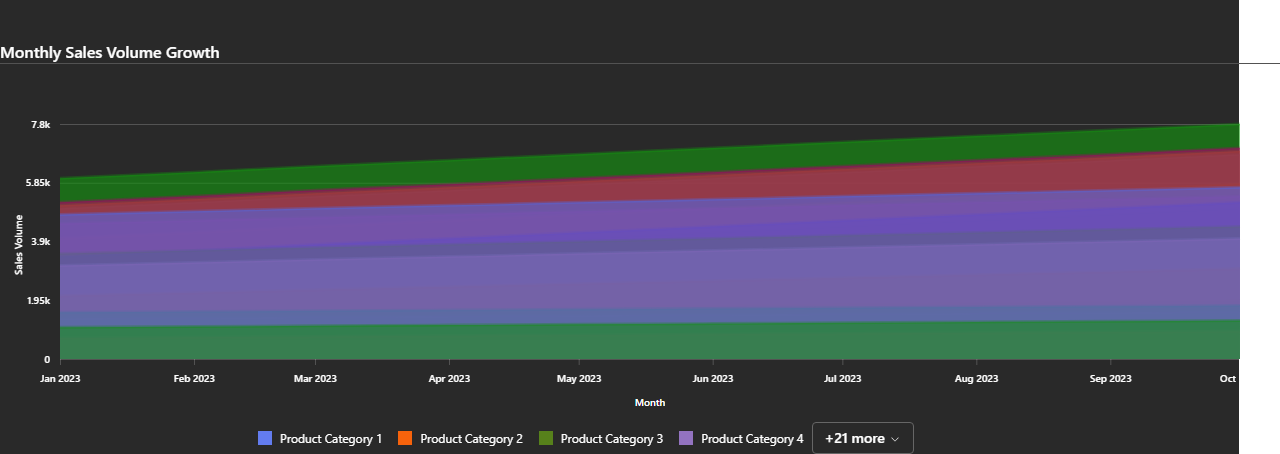 Monthly Sales Volume Growth
7.8k
5.85k
3.9k
1.95k
0
Sales Volume
Jan 2023 Feb 2023 Mar 2023 Apr 2023 May 2023 Jun 2023 Jul 2023 Aug 2023 Sep 2023 Oct
Month
Product Category 1 Product Category 2 Product Category 3 Product Category 4 +21 more